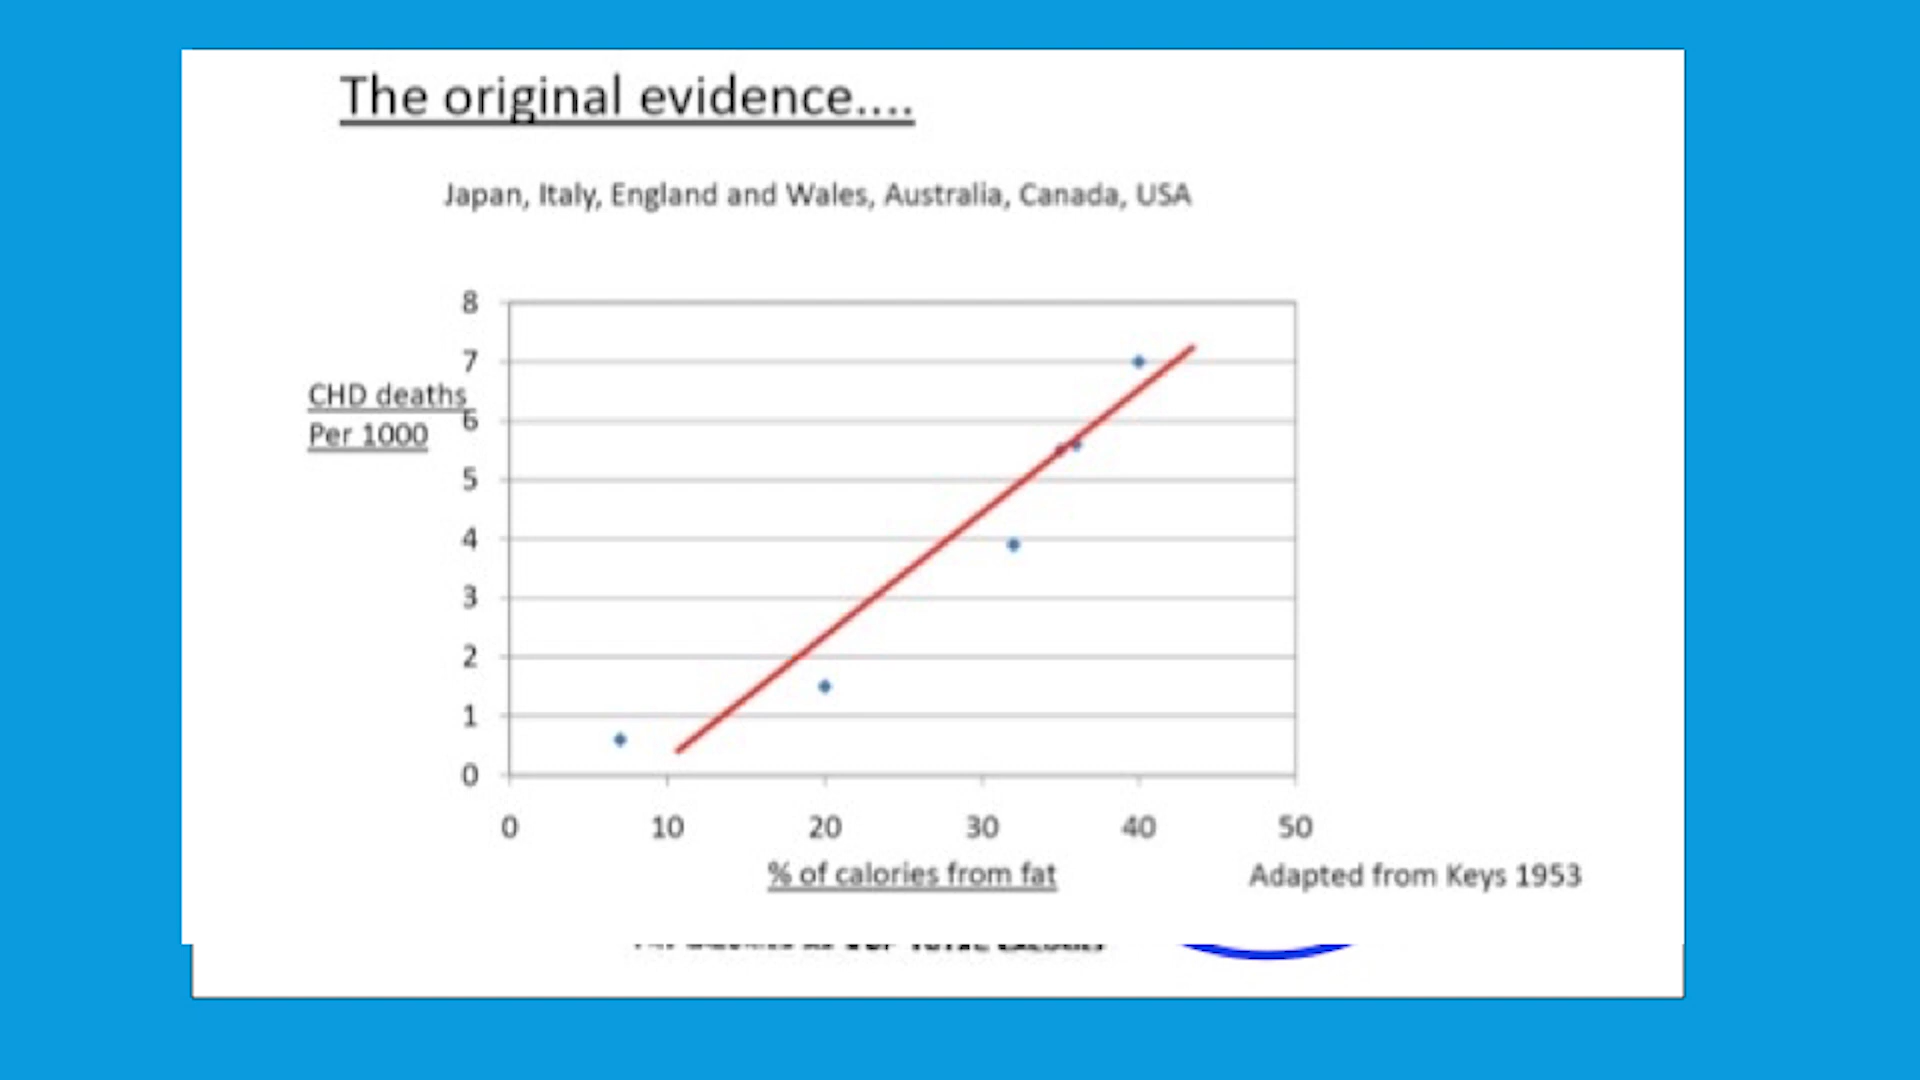 The original evidence....
Japan, Italy, England and Wales, Australia, Canada, USA
8
7
CHD deaths
6
Per 1000
5
4
3
2
1
0
0 10 20 30 40 50
% of calories from fat
Adapted from Keys 1953
TOTAL